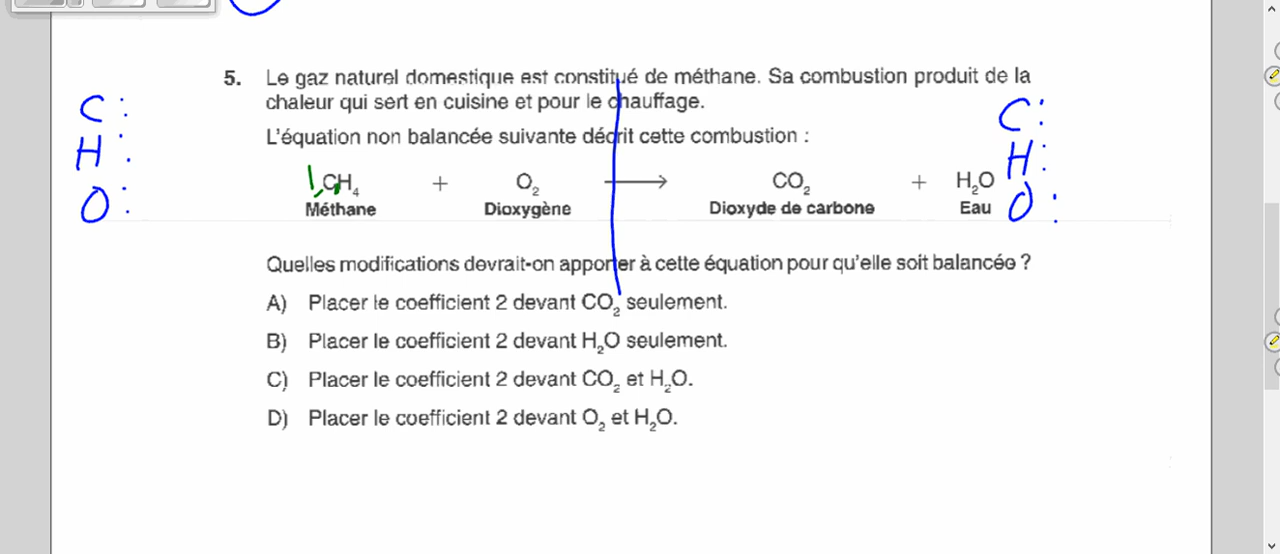 5. Le gaz naturel domestique est constitué de méthane. Sa combustion produit de la
chaleur qui sert en cuisine et pour le chauffage.
L'équation non balancée suivante décrit cette combustion :
C :
H :
O :
1 CH₄ + O₂ → CO₂ + H₂O
Méthane Dioxygène Dioxyde de carbone Eau
C :
H :
O :
Quelles modifications devrait-on apporter à cette équation pour qu'elle soit balancée ?
A) Placer le coefficient 2 devant CO₂ seulement.
B) Placer le coefficient 2 devant H₂O seulement.
C) Placer le coefficient 2 devant CO₂ et H₂O.
D) Placer le coefficient 2 devant O₂ et H₂O.